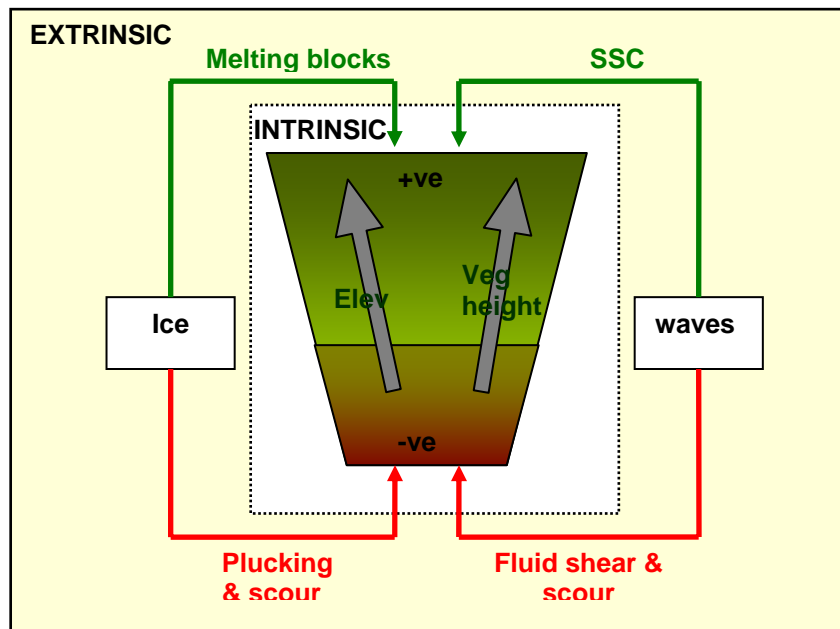 EXTRINSIC
Melting blocks
SSC
INTRINSIC
+ve
Elev
Veg
height
Ice
waves
-ve
Plucking
& scour
Fluid shear &
scour